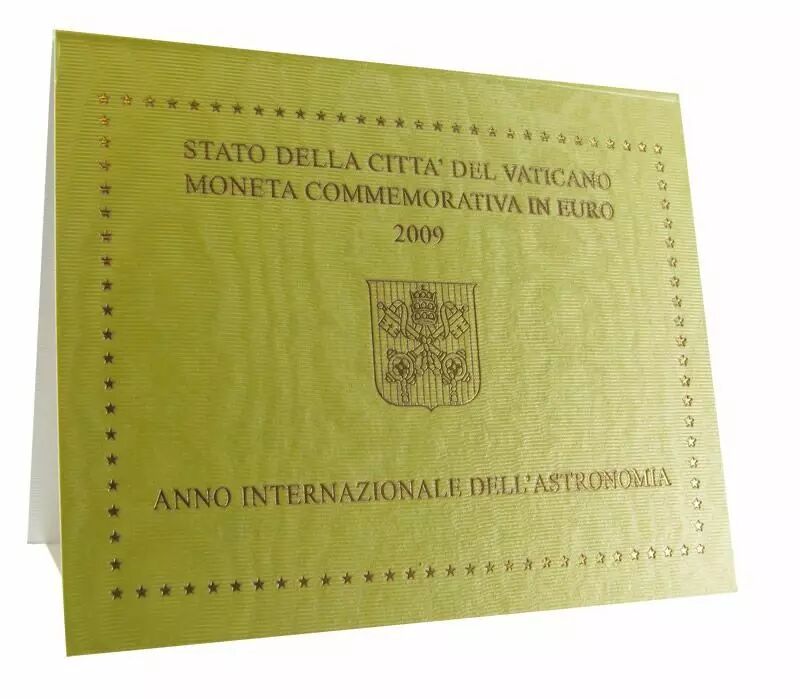 STATO DELLA CITTA' DEL VATICANO
MONETA COMMEMORATIVA IN EURO
2009
ANNO INTERNAZIONALE DELL'ASTRONOMIA